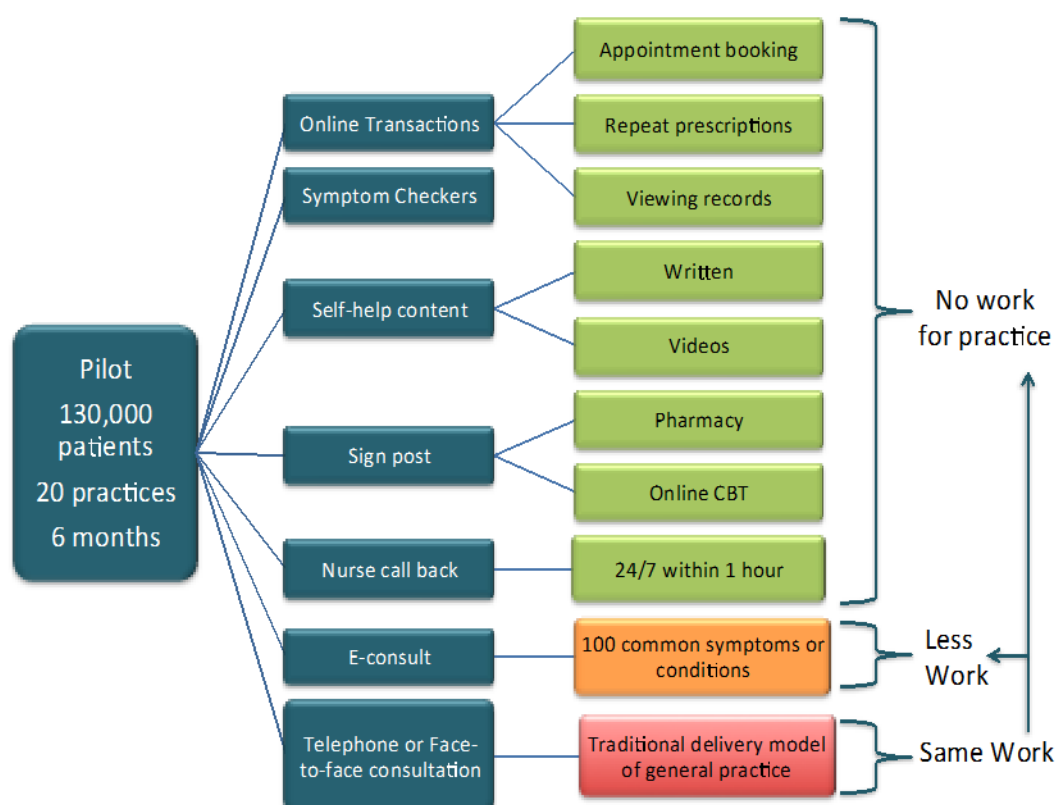 Pilot
130,000
patients
20 practices
6 months
Online Transactions
Symptom Checkers
Self-help content
Sign post
Nurse call back
E-consult
Telephone or Face-
to-face consultation
Appointment booking
Repeat prescriptions
Viewing records
Written
Videos
Pharmacy
Online CBT
24/7 within 1 hour
100 common symptoms or
conditions
Traditional delivery model
of general practice
No work
for practice
Less
Work
Same Work